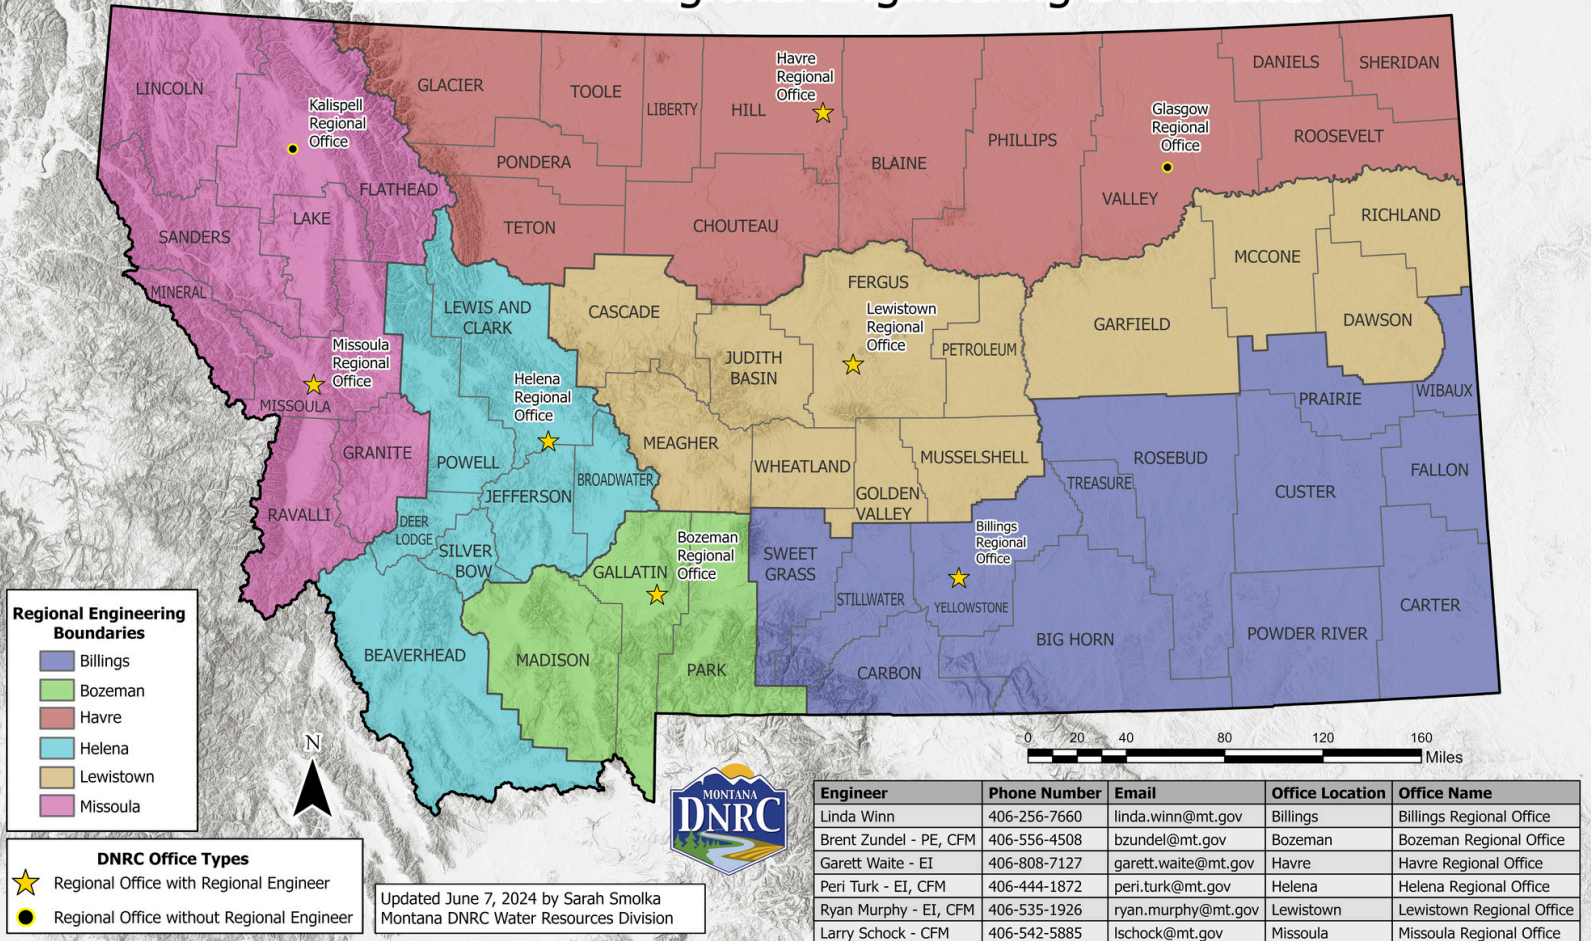 LINCOLN
Kalispell
Regional
Office
FLATHEAD
LAKE
SANDERS
MINERAL
Missoula
Regional
Office
MISSOULA
GRANITE
RAVALLI
GLACIER
TOOLE
LIBERTY
HILL
Havre
Regional
Office
BLAINE
PHILLIPS
Glasgow
Regional
Office
VALLEY
DANIELS
SHERIDAN
ROOSEVELT
PONDERA
TETON
CHOUTEAU
LEWIS AND
CLARK
Helena
Regional
Office
POWELL
JEFFERSON
BROADWATER
DEER
LODGE
SILVER
BOW
BEAVERHEAD
CASCADE
JUDITH
BASIN
FERGUS
Lewistown
Regional
Office
PETROLEUM
GARFIELD
MCCONE
RICHLAND
DAWSON
MEAGHER
WHEATLAND
GOLDEN
VALLEY
MUSSELSHELL
MADISON
GALLATIN
Bozeman
Regional
Office
PARK
SWEET
GRASS
STILLWATER
Billings
Regional
Office
YELLOWSTONE
CARBON
BIG HORN
TREASURE
ROSEBUD
PRAIRIE
WIBAUX
CUSTER
FALLON
POWDER RIVER
CARTER
Regional Engineering
Boundaries
Billings
Bozeman
Havre
Helena
Lewistown
Missoula
N
DNRC Office Types
Regional Office with Regional Engineer
Regional Office without Regional Engineer
Updated June 7, 2024 by Sarah Smolka
Montana DNRC Water Resources Division
MONTANA
DNRC
0 20 40 80 120 160
Miles
Engineer Phone Number Email Office Location Office Name
Linda Winn 406-256-7660 linda.winn@mt.gov Billings Billings Regional Office
Brent Zundel - PE, CFM 406-556-4508 bzundel@mt.gov Bozeman Bozeman Regional Office
Garett Waite - EI 406-808-7127 garett.waite@mt.gov Havre Havre Regional Office
Peri Turk - EI, CFM 406-444-1872 peri.turk@mt.gov Helena Helena Regional Office
Ryan Murphy - EI, CFM 406-535-1926 ryan.murphy@mt.gov Lewistown Lewistown Regional Office
Larry Schock - CFM 406-542-5885 lschock@mt.gov Missoula Missoula Regional Office